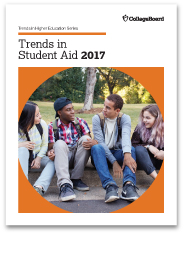 CollegeBoard
Trends in Higher Education Series
Trends in
Student Aid 2017